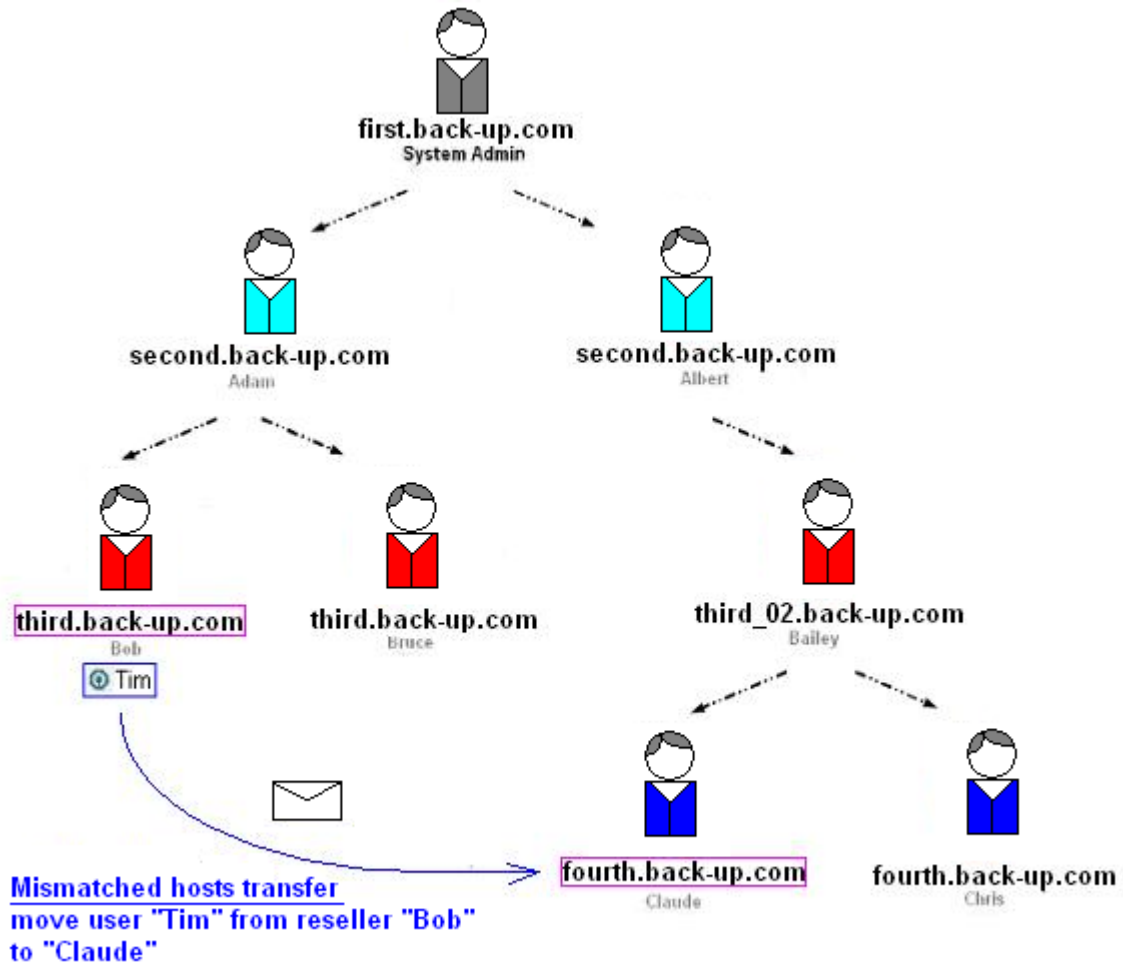 first.back-up.com
System Admin
second.back-up.com
Adam
second.back-up.com
Albert
third.back-up.com
Bob
Tim
third.back-up.com
Bruce
third_02.back-up.com
Bailey
fourth.back-up.com
Claude
fourth.back-up.com
Chris
Mismatched hosts transfer
move user "Tim" from reseller "Bob"
to "Claude"